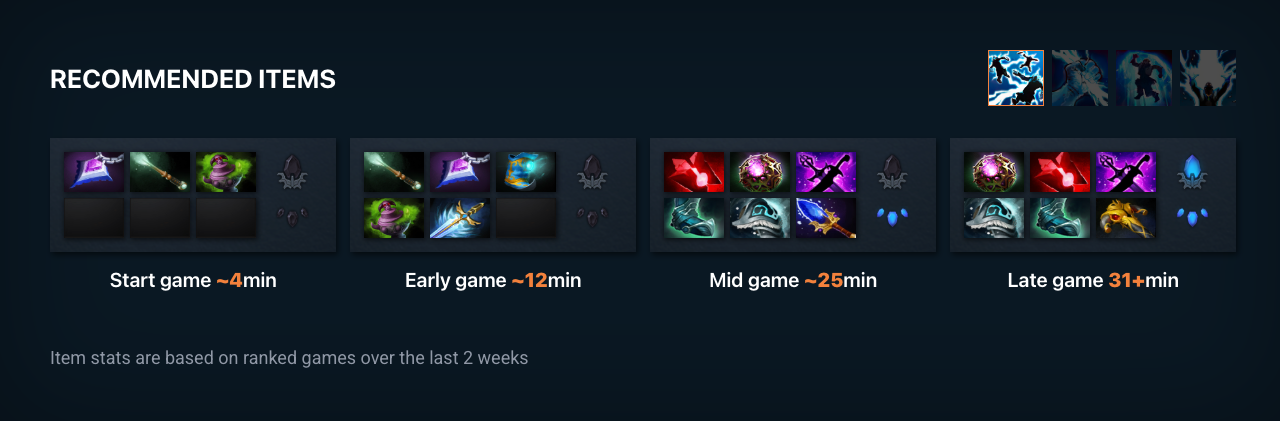 RECOMMENDED ITEMS
Start game ~4min
Early game ~12min
Mid game ~25min
Late game 31+min
Item stats are based on ranked games over the last 2 weeks